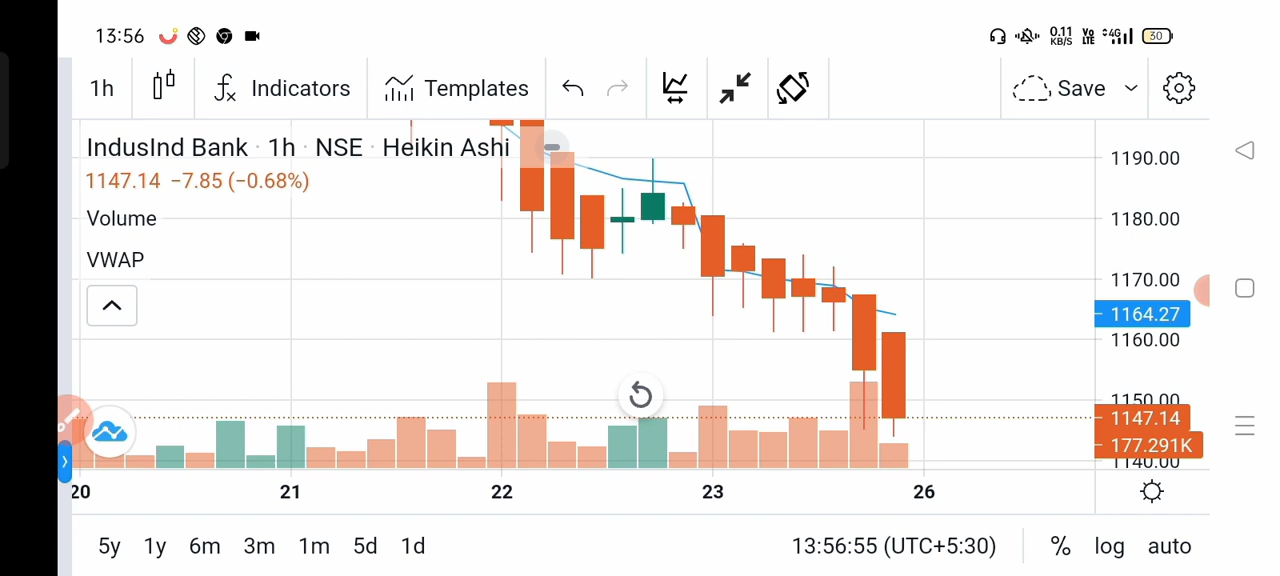 13:56 0.11 KB/S Vo LTE 4G 30
1h Indicators Templates Save
IndusInd Bank · 1h · NSE · Heikin Ashi
1147.14 −7.85 (−0.68%)
Volume
VWAP
1190.00
1180.00
1170.00
1164.27
1160.00
1150.00
1147.14
177.291K
1140.00
20 21 22 23 26
5y 1y 6m 3m 1m 5d 1d 13:56:55 (UTC+5:30) % log auto